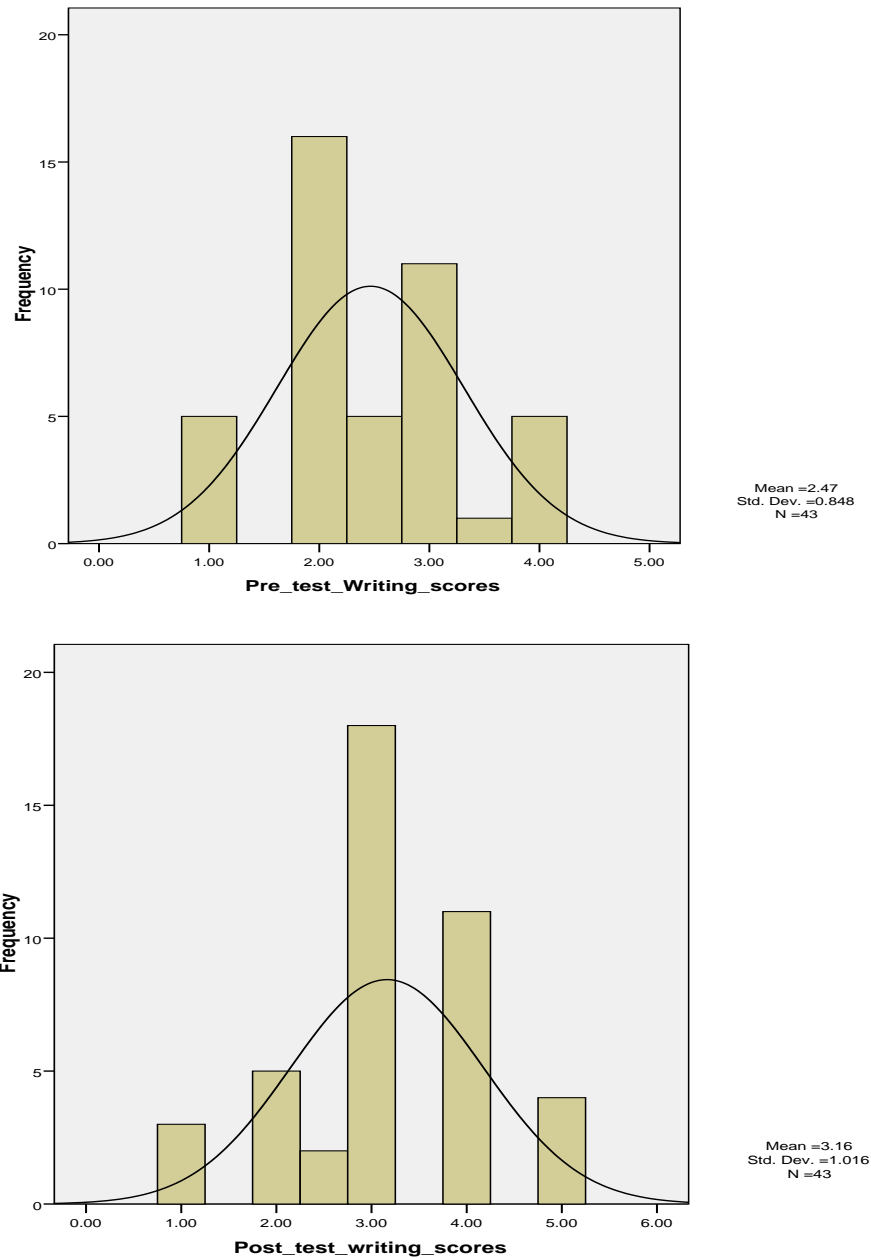 20
15
10
5
0
Frequency
0.00 1.00 2.00 3.00 4.00 5.00
Pre_test_Writing_scores
Mean =2.47
Std. Dev. =0.848
N =43
20
15
10
5
0
Frequency
0.00 1.00 2.00 3.00 4.00 5.00 6.00
Post_test_writing_scores
Mean =3.16
Std. Dev. =1.016
N =43